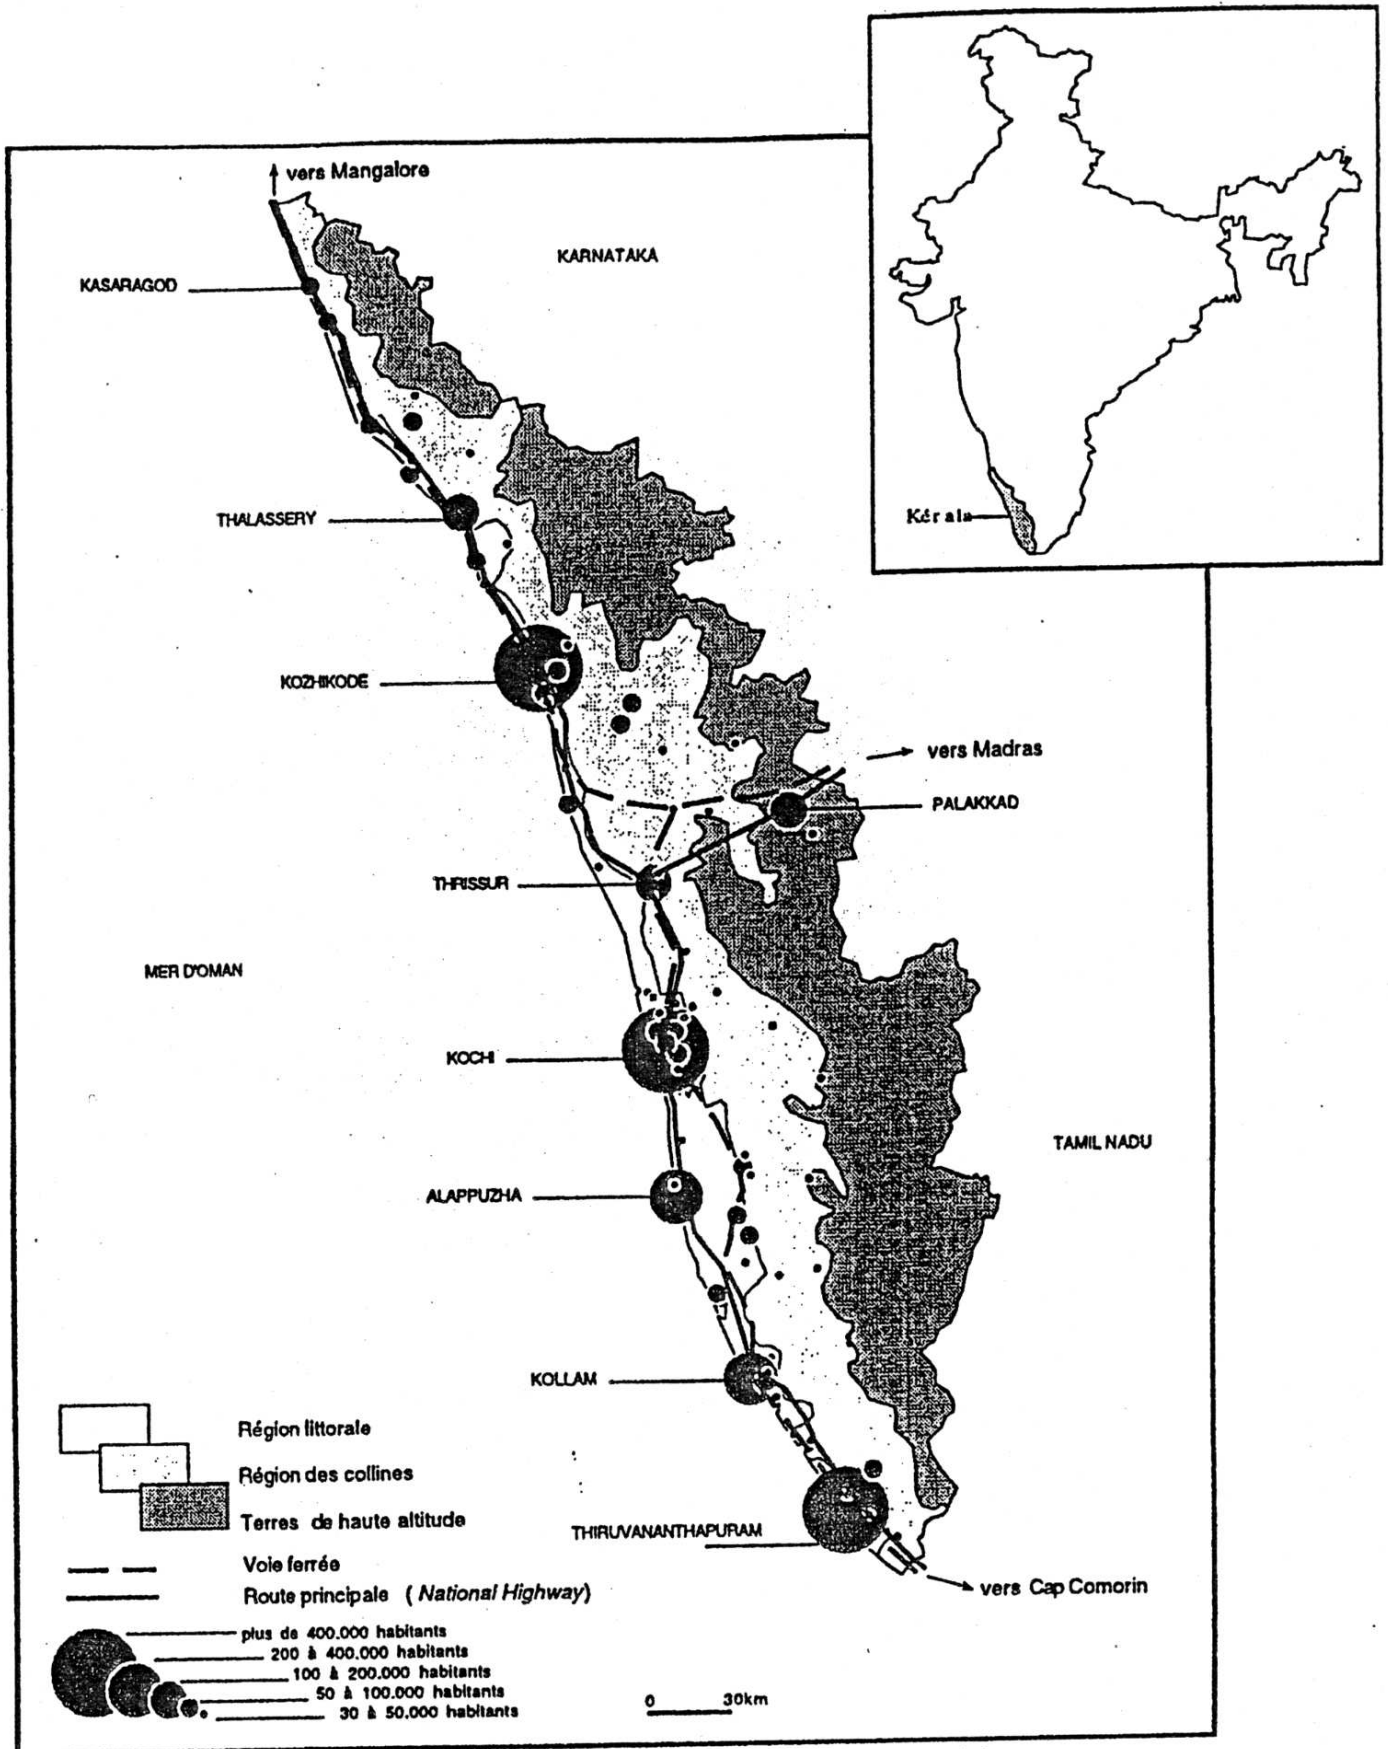 vers Mangalore
KARNATAKA
KASARAGOD
Kérala
THALASSERY
KOZHIKODE
vers Madras
PALAKKAD
THRISSUR
MER D'OMAN
KOCHI
TAMIL NADU
ALAPPUZHA
KOLLAM
Région littorale
Région des collines
Terres de haute altitude
THIRUVANANTHAPURAM
Voie ferrée
vers Cap Comorin
Route principale (National Highway)
plus de 400.000 habitants
200 à 400.000 habitants
100 à 200.000 habitants
50 à 100.000 habitants
30 à 50.000 habitants
0 30km